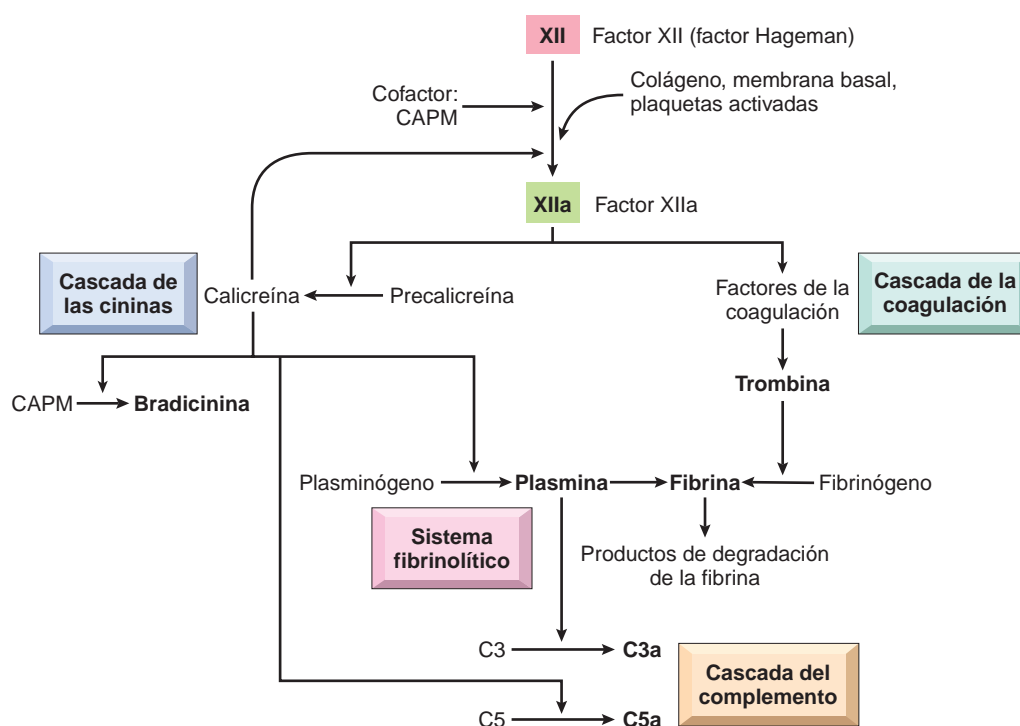 XII Factor XII (factor Hageman)
Colágeno, membrana basal,
plaquetas activadas
Cofactor:
CAPM
XIIa Factor XIIa
Cascada de
las cininas
Calicreína Precalicreína
Factores de la
coagulación
Cascada de la
coagulación
Trombina
CAPM Bradicinina
Plasminógeno Plasmina Fibrina Fibrinógeno
Sistema
fibrinolítico
Productos de degradación
de la fibrina
C3 C3a
Cascada del
complemento
C5 C5a